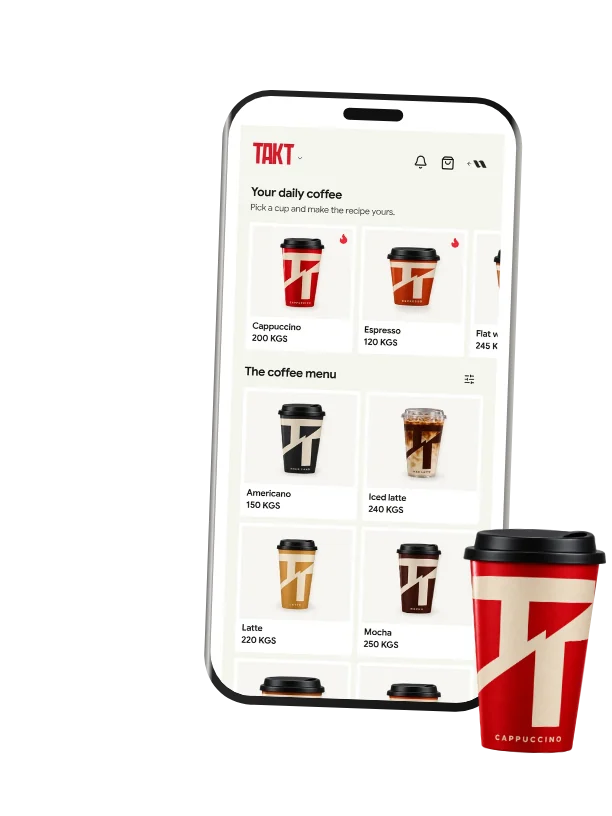 TAKT
Your daily coffee
Pick a cup and make the recipe yours.
Cappuccino
200 KGS
Espresso
120 KGS
Flat
245
The coffee menu
Americano
150 KGS
Iced latte
240 KGS
Latte
220 KGS
Mocha
250 KGS
CAPPUCCINO